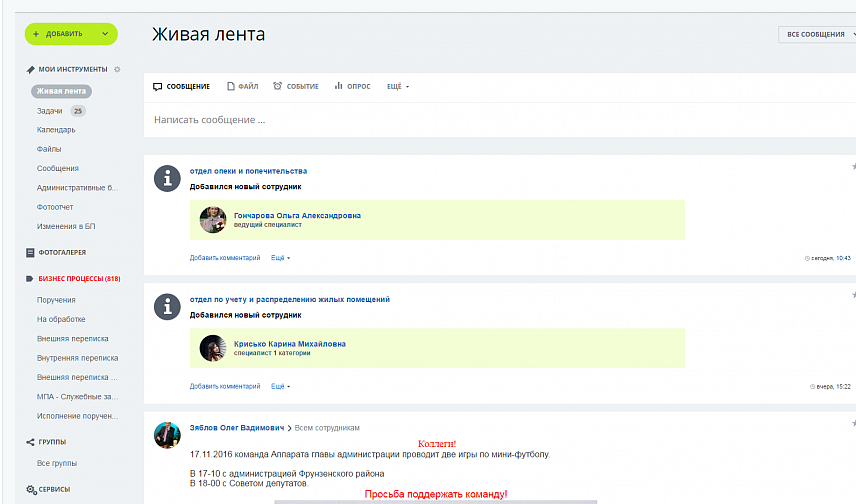 + ДОБАВИТЬ
Живая лента
ВСЕ СООБЩЕНИЯ
МОИ ИНСТРУМЕНТЫ
Живая лента
Задачи 25
Календарь
Файлы
Сообщения
Административные б...
Фотоотчет
Изменения в БП
ФОТОГАЛЕРЕЯ
БИЗНЕС ПРОЦЕССЫ (818)
Поручения
На обработке
Внешняя переписка
Внутренняя переписка
Внешняя переписка ...
МПА - Служебные за...
Исполнение поручен...
ГРУППЫ
Все группы
СЕРВИСЫ
СООБЩЕНИЕ ФАЙЛ СОБЫТИЕ ОПРОС ЕЩЁ
Написать сообщение ...
отдел опеки и попечительства
Добавился новый сотрудник
Гончарова Ольга Александровна
ведущий специалист
Добавить комментарий Ещё
сегодня, 10:43
отдел по учету и распределению жилых помещений
Добавился новый сотрудник
Крисько Карина Михайловна
специалист 1 категории
Добавить комментарий Ещё
вчера, 15:22
Зяблов Олег Вадимович > Всем сотрудникам
Коллеги!
17.11.2016 команда Аппарата главы администрации проводит две игры по мини-футболу.
В 17-10 с администрацией Фрунзенского района
В 18-00 с Советом депутатов.
Просьба поддержать команду!